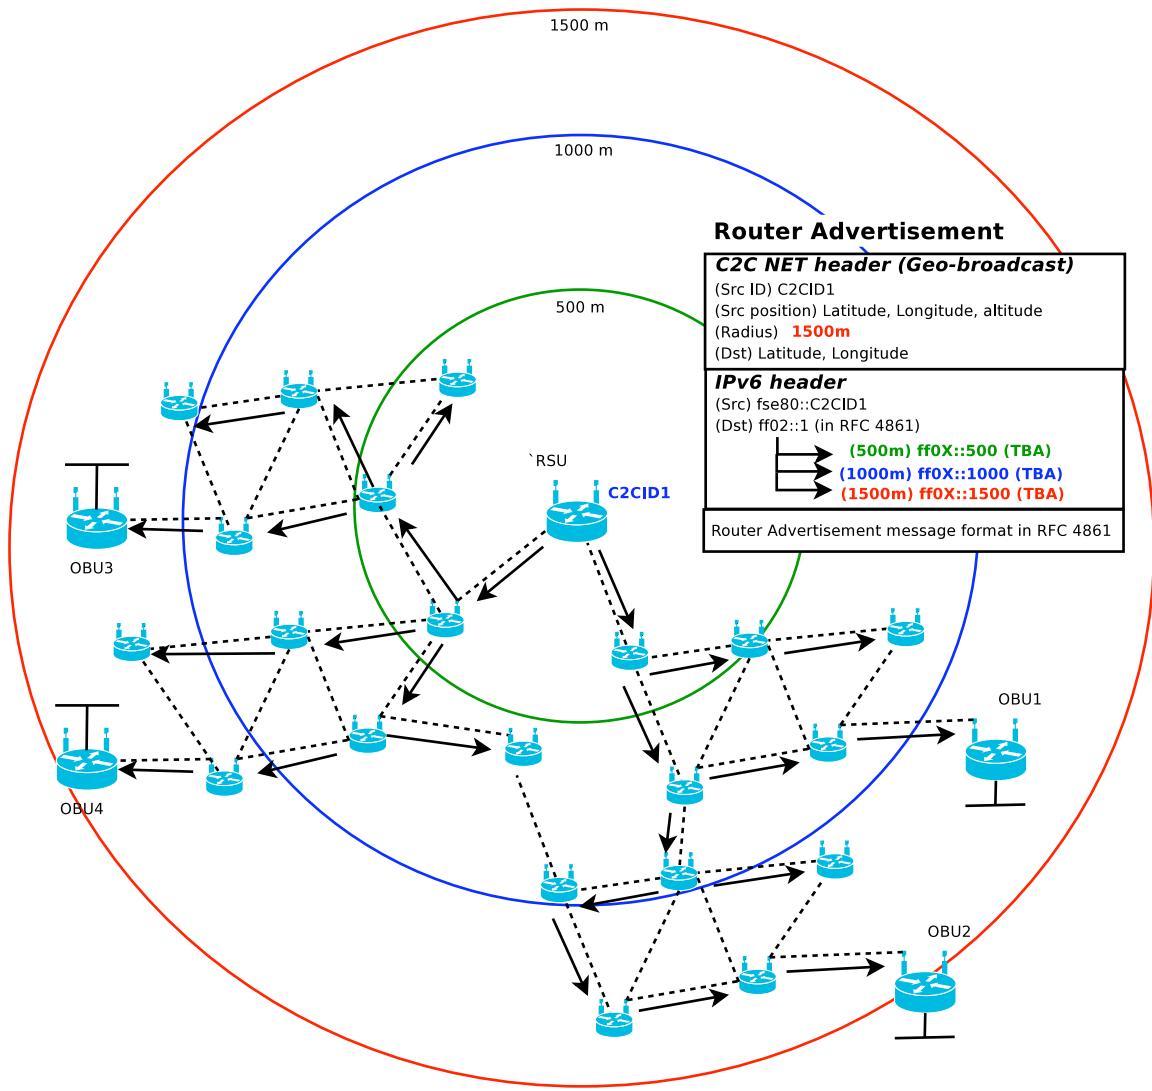 1500 m
1000 m
Router Advertisement
C2C NET header (Geo-broadcast)
(Src ID) C2CID1
(Src position) Latitude, Longitude, altitude
(Radius) 1500m
(Dst) Latitude, Longitude
500 m
IPv6 header
(Src) fse80::C2CID1
(Dst) ff02::1 (in RFC 4861)
(500m) ff0X::500 (TBA)
(1000m) ff0X::1000 (TBA)
(1500m) ff0X::1500 (TBA)
Router Advertisement message format in RFC 4861
`RSU
C2CID1
OBU3
OBU1
OBU4
OBU2